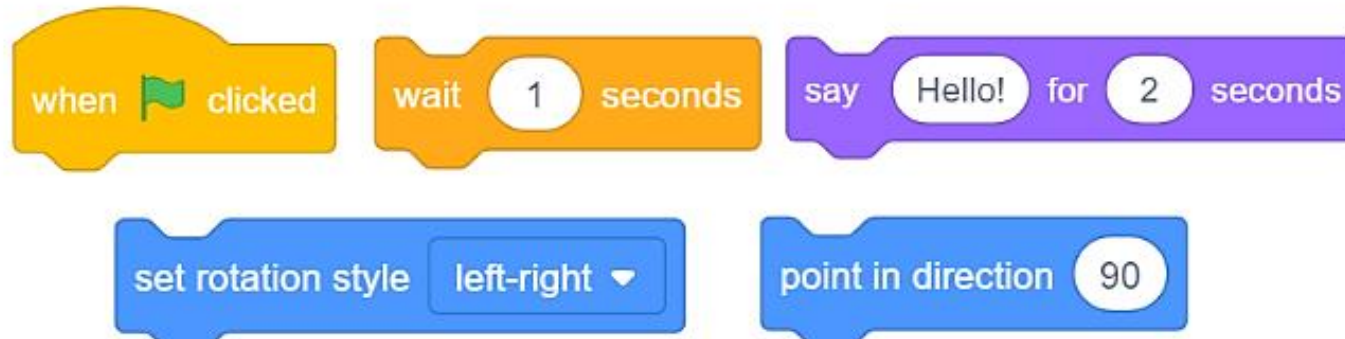 when clicked
wait 1 seconds
say Hello! for 2 seconds
set rotation style left-right
point in direction 90